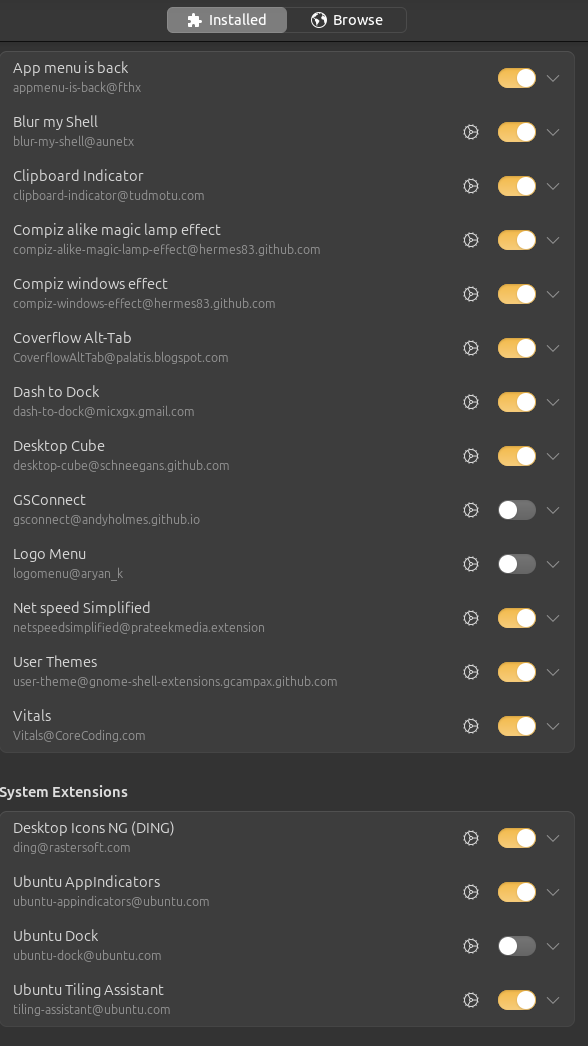 Installed
Browse
App menu is back
appmenu-is-back@fthx
Blur my Shell
blur-my-shell@aunetx
Clipboard Indicator
clipboard-indicator@tudmotu.com
Compiz alike magic lamp effect
compiz-alike-magic-lamp-effect@hermes83.github.com
Compiz windows effect
compiz-windows-effect@hermes83.github.com
Coverflow Alt-Tab
CoverflowAltTab@palatis.blogspot.com
Dash to Dock
dash-to-dock@micxgx.gmail.com
Desktop Cube
desktop-cube@schneegans.github.com
GSConnect
gsconnect@andyholmes.github.io
Logo Menu
logomenu@aryan_k
Net speed Simplified
netspeedsimplified@prateekmedia.extension
User Themes
user-theme@gnome-shell-extensions.gcampax.github.com
Vitals
Vitals@CoreCoding.com
System Extensions
Desktop Icons NG (DING)
ding@rastersoft.com
Ubuntu AppIndicators
ubuntu-appindicators@ubuntu.com
Ubuntu Dock
ubuntu-dock@ubuntu.com
Ubuntu Tiling Assistant
tiling-assistant@ubuntu.com